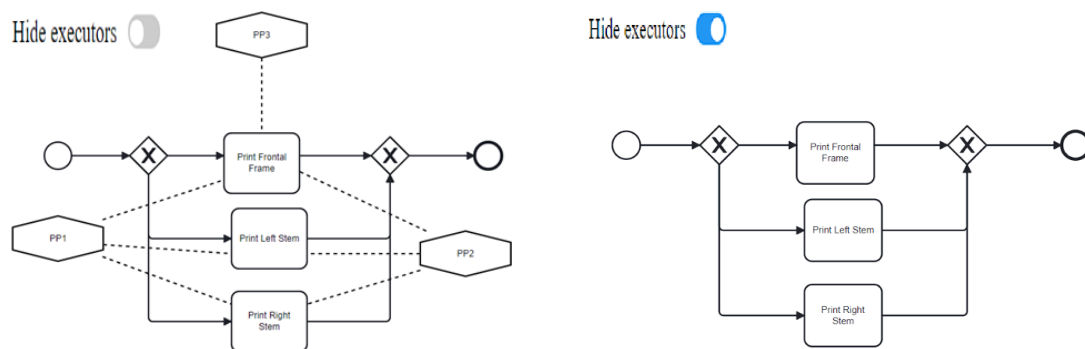 Hide executors
PP3
X
Print Frontal
Frame
X
PP1
Print Left Stem
PP2
Print Right
Stem
Hide executors
X
Print Frontal
Frame
X
Print Left Stem
Print Right
Stem